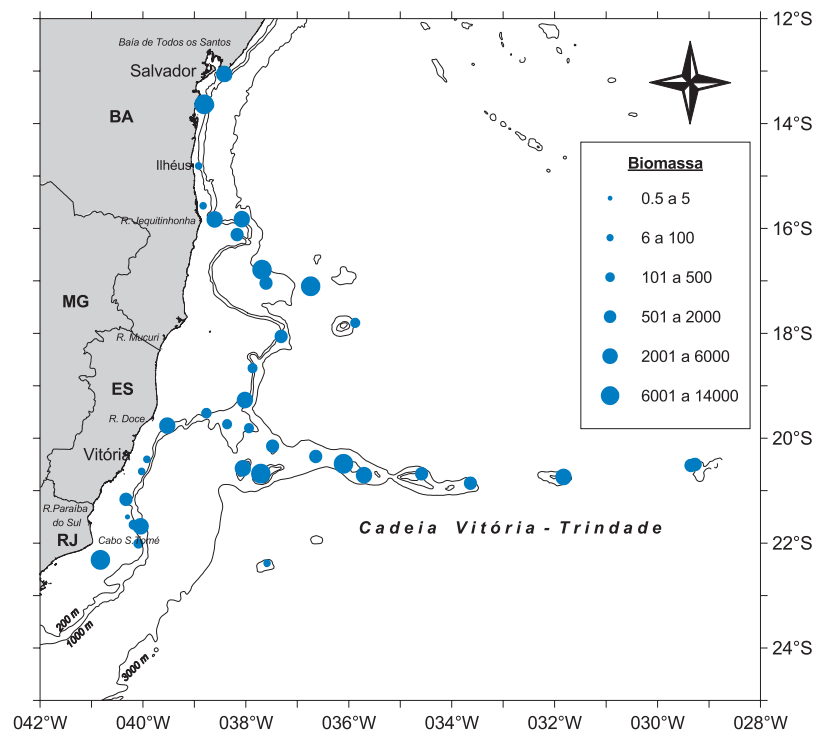 12°S
Baía de Todos os Santos
Salvador
BA
14°S
Biomassa
Ilhéus
0.5 a 5
R. Jequitinhonha
16°S
6 a 100
101 a 500
MG
501 a 2000
R. Mucuri
18°S
2001 a 6000
ES
6001 a 14000
R. Doce
20°S
Vitória
R.Paraíba
do Sul
Cadeia Vitória - Trindade
RJ
Cabo S.Tomé
22°S
200 m
1000 m
3000 m
24°S
042°W 040°W 038°W 036°W 034°W 032°W 030°W 028°W